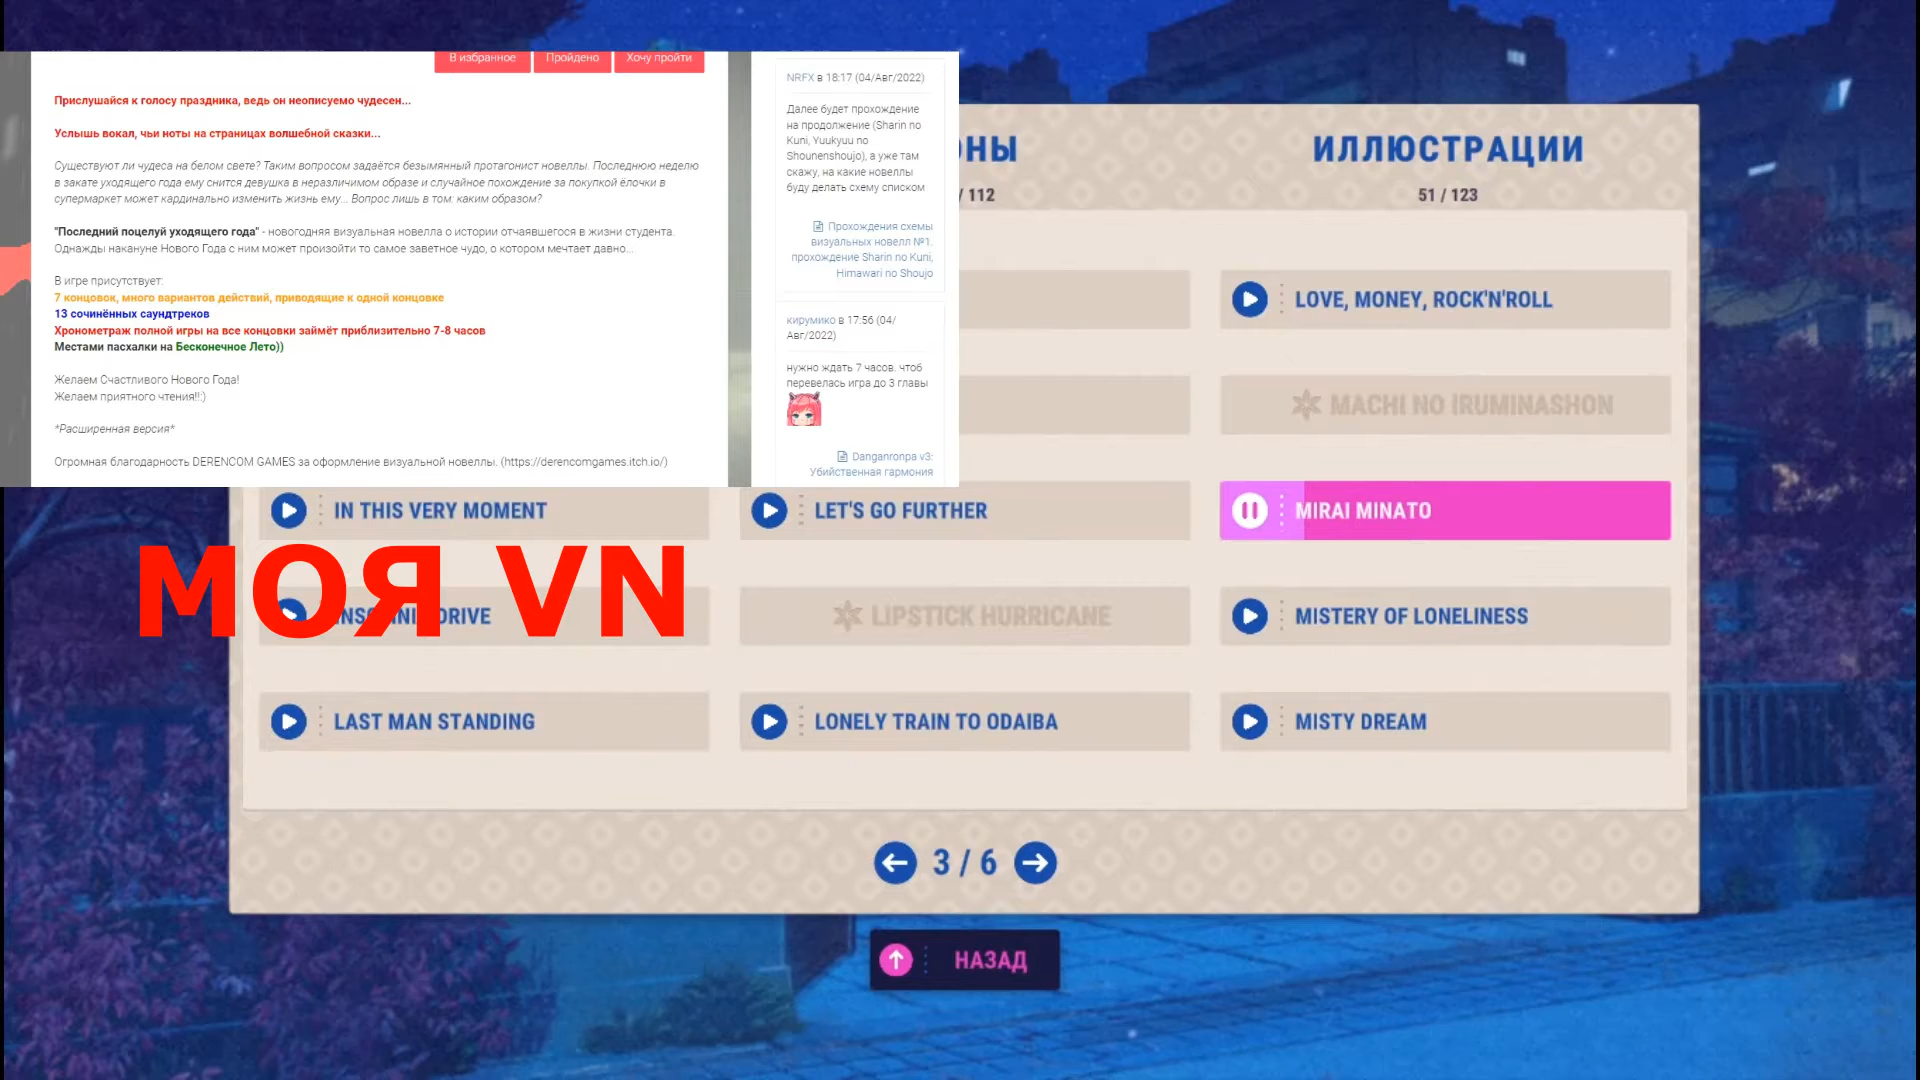 В избранное
Пройдено
Хочу пройти
Прислушайся к голосу праздника, ведь он неописуемо чудесен...
Услышь вокал, чьи ноты на страницах волшебной сказки...
Существуют ли чудеса на белом свете? Таким вопросом задаётся безымянный протагонист новеллы. Последнюю неделю
в закате уходящего года ему снится девушка в неразличимом образе и случайное похождение за покупкой ёлочки в
супермаркет может кардинально изменить жизнь ему... Вопрос лишь в том: каким образом?
"Последний поцелуй уходящего года" - новогодняя визуальная новелла о истории отчаявшегося в жизни студента.
Однажды накануне Нового Года с ним может произойти то самое заветное чудо, о котором мечтает давно...
В игре присутствует:
7 концовок, много вариантов действий, приводящие к одной концовке
13 сочинённых саундтреков
Хронометраж полной игры на все концовки займёт приблизительно 7-8 часов
Местами пасхалки на Бесконечное Лето))
Желаем Счастливого Нового Года!
Желаем приятного чтения!!:)
*Расширенная версия*
Огромная благодарность DERENCOM GAMES за оформление визуальной новеллы. (https://derencomgames.itch.io/)
NRFX в 18:17 (04/Авг/2022)
Далее будет прохождение
на продолжение (Sharin no
Kuni, Yuukyuu no
Shounenshoujo), а уже там
скажу, на какие новеллы
буду делать схему списком
Прохождения схемы
визуальных новелл №1.
прохождение Sharin no Kuni,
Himawari no Shoujo
кирумико в 17:56 (04/
Авг/2022)
нужно ждать 7 часов. чтоб
перевелась игра до 3 главы
Danganronpa v3:
Убийственная гармония
ОНЫ
/ 112
ИЛЛЮСТРАЦИИ
51 / 123
LOVE, MONEY, ROCK'N'ROLL
MACHI NO IRUMINASHON
IN THIS VERY MOMENT
LET'S GO FURTHER
MIRAI MINATO
МОЯ VN
DRIVE
LIPSTICK HURRICANE
MISTERY OF LONELINESS
LAST MAN STANDING
LONELY TRAIN TO ODAIBA
MISTY DREAM
3 / 6
НАЗАД